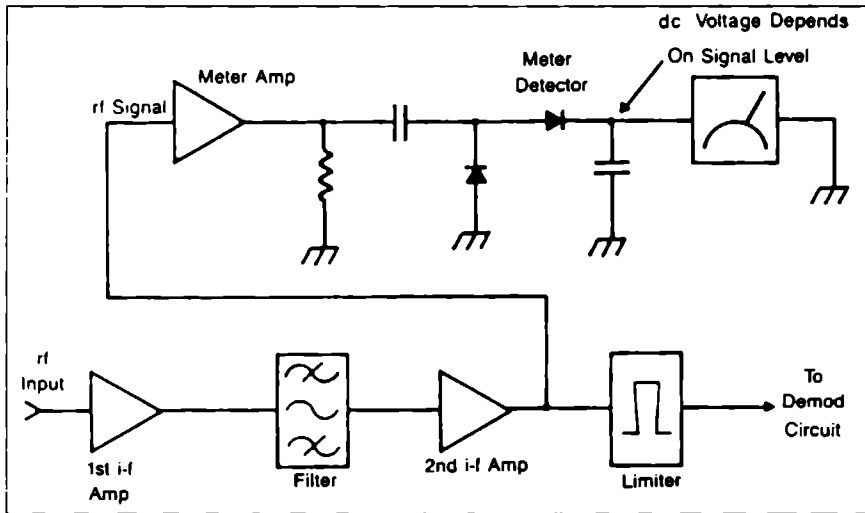 dc Voltage Depends
On Signal Level
Meter
Detector
Meter Amp
rf Signal
rf
Input
1st i-f
Amp
Filter
2nd i-f Amp
Limiter
To
Demod
Circuit